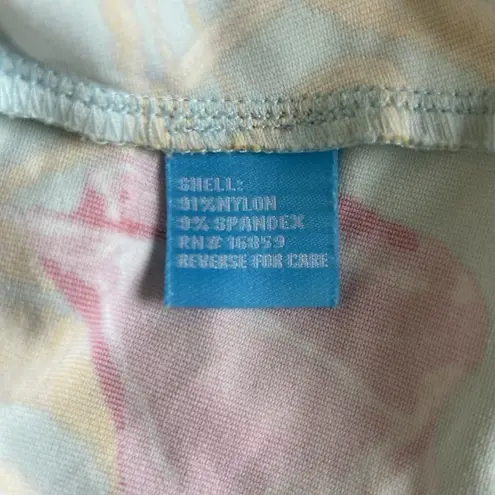 SHELL:
91%NYLON
9% SPANDEX
RN# 16859
REVERSE FOR CARE